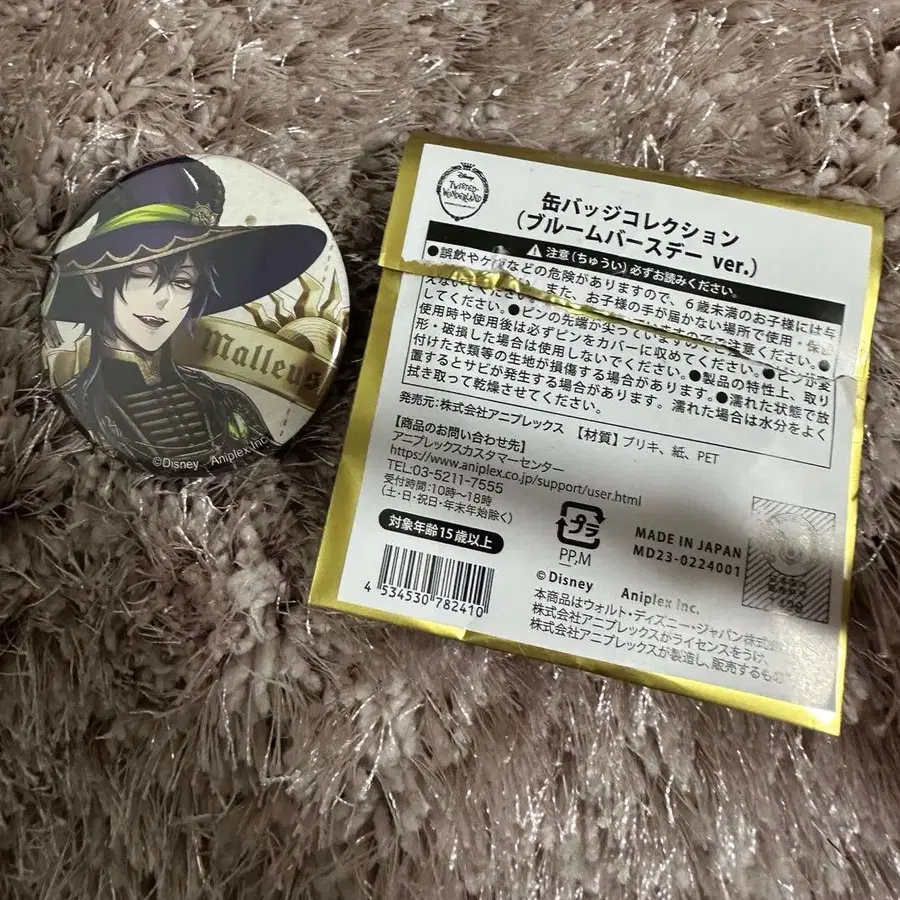 Malleus
©Disney Aniplex Inc.
Disney
TWISTED-
WONDERLAND
缶バッジコレクション
(ブルームバースデー ver.)
注意(ちゅうい)必ずお読みください。
●誤飲やケガなどの危険がありますので、6歳未満のお子様には与
えないでください。また、お子様の手が届かない場所で使用・保
してください。●ピンの先端が尖っています ご注意ください。●
使用時や使用後は必ずピンをカバーに収めてください。●ピンが変
形・破損した場合は使用しないでください。●製品の特性上、取り
付けた衣類等の生地が損傷する場合があります。●濡れた状態で放
置するとサビが発生する場合があります。濡れた場合は水分をよく
拭き取って乾燥させてください。
発売元:株式会社アニプレックス 【材質】ブリキ、紙、PET
【商品のお問い合わせ先】
アニプレックスカスタマーセンター
https://www.aniplex.co.jp/support/user.html
TEL:03-5211-7555
受付時間:10時〜18時
(土・日・祝日・年末年始除く)
対象年齢15歳以上
プラ
PP,M
MADE IN JAPAN
MD23-0224001
4 534530 782410
©Disney Aniplex Inc.
本商品はウォルト・ディズニー・ジャパン株式
株式会社アニプレックスがライセンスをうけ、
株式会社アニプレックスが製造し、販売するもの